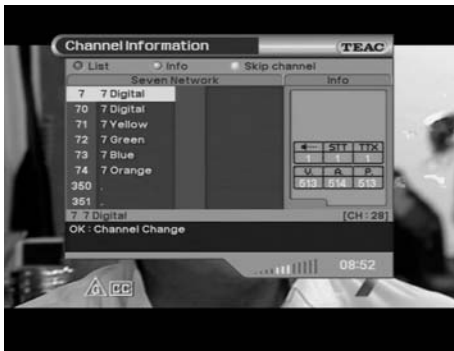 Channel Information TEAC
List Info Skip channel
Seven Network Info
7 7 Digital
70 7 Digital
71 7 Yellow
72 7 Green
73 7 Blue
74 7 Orange
350 .
351 .
STT TTX
1 1 1
V. A. P.
513 514 513
7 7 Digital [CH : 28]
OK : Channel Change
08:52
G CC